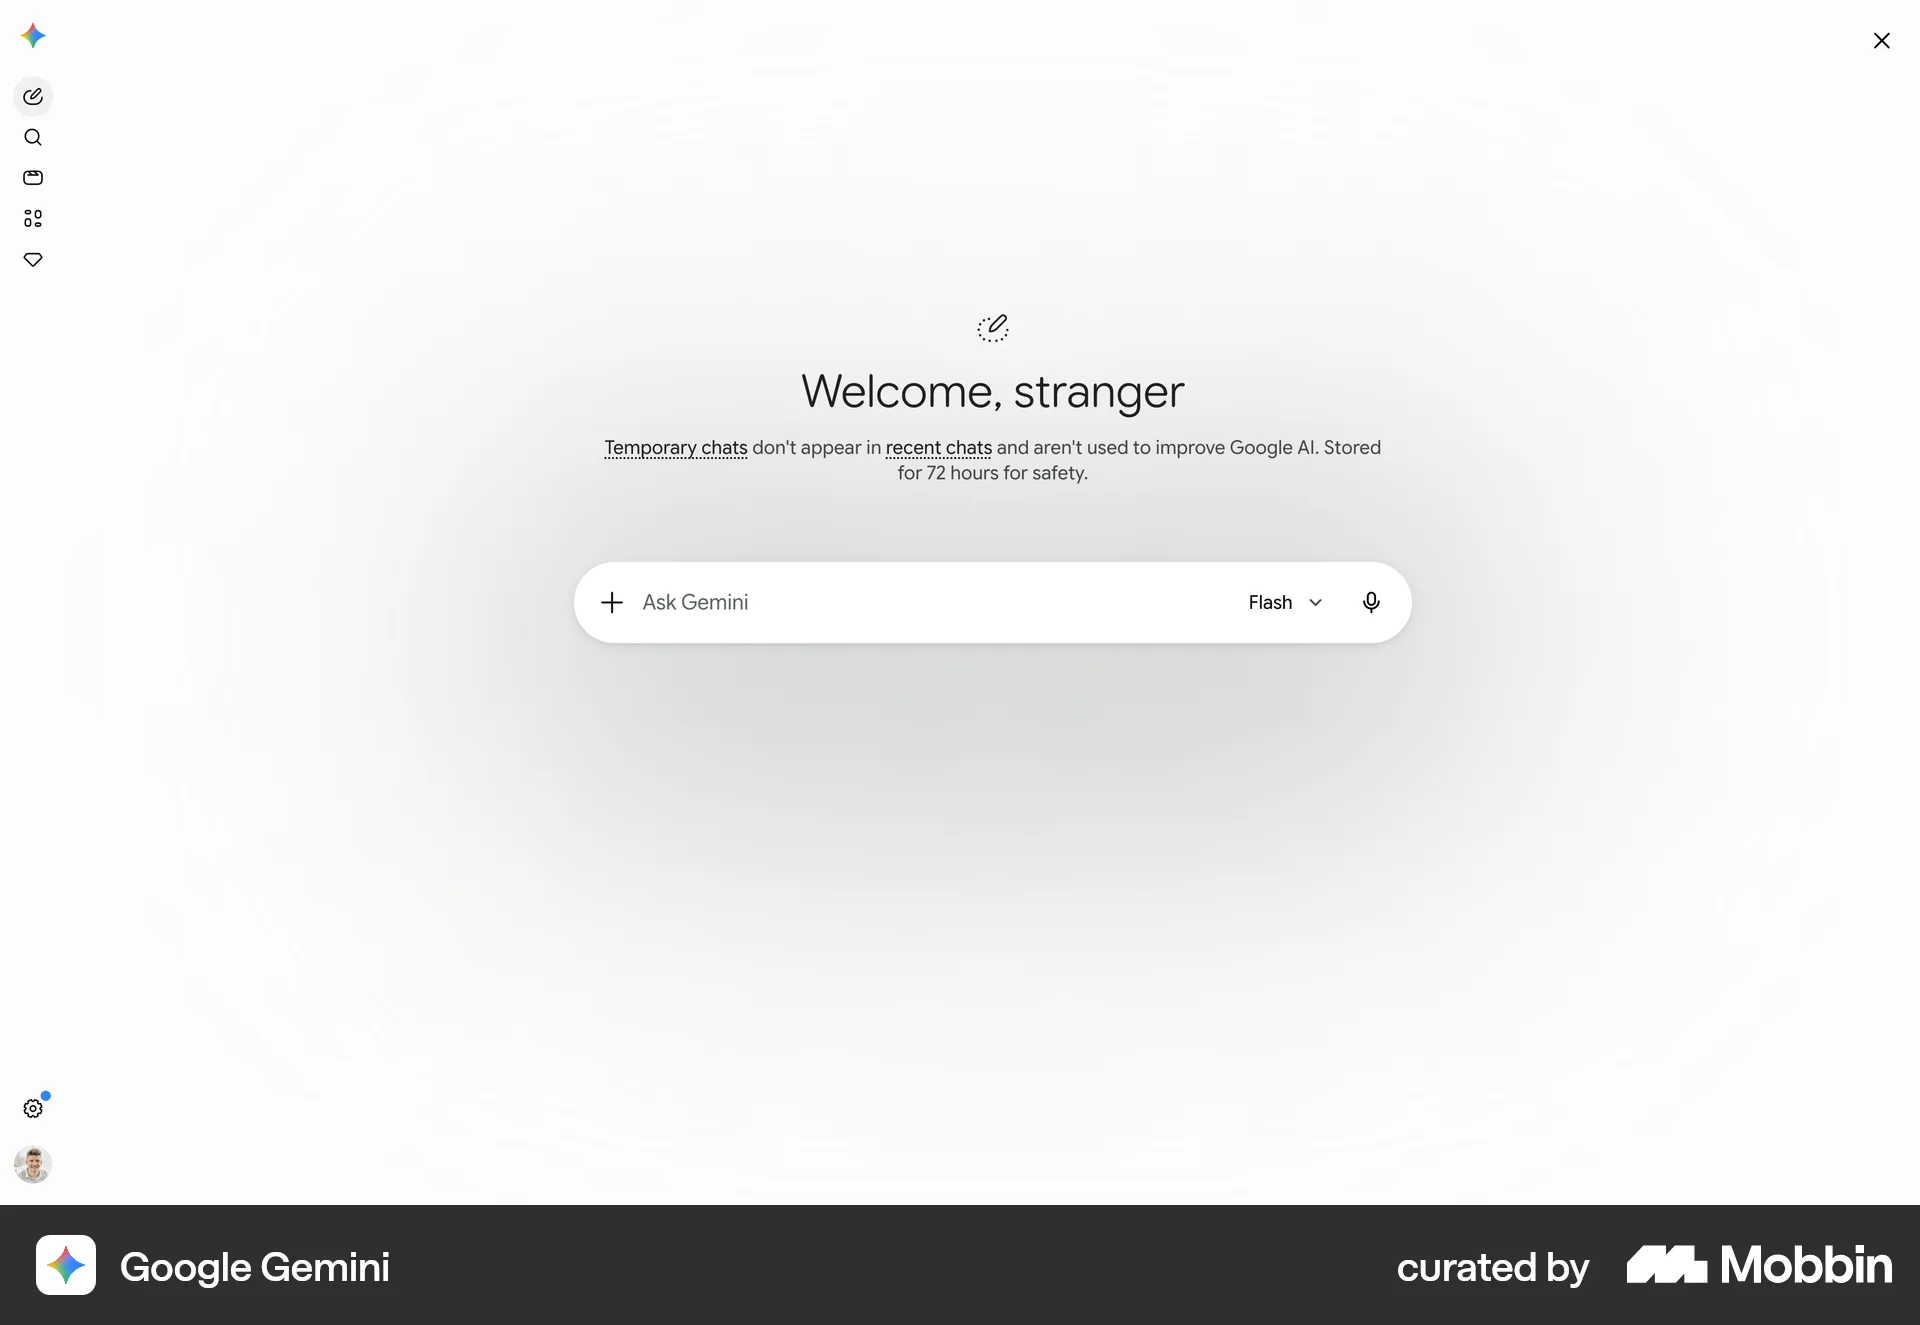 Welcome, stranger
Temporary chats don't appear in recent chats and aren't used to improve Google AI. Stored
for 72 hours for safety.
Ask Gemini
Flash
Google Gemini
curated by
Mobbin